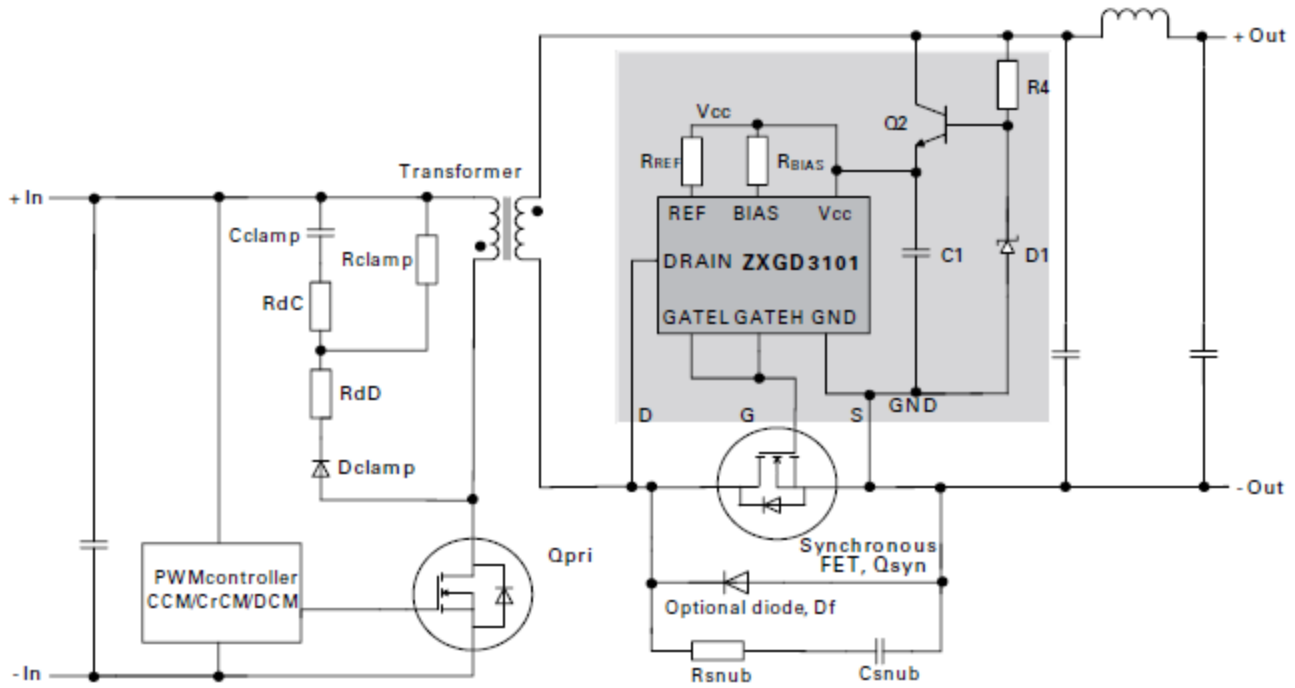 + Out
R4
Q2
Vcc
RREF
RBIAS
Transformer
+ In
REF BIAS Vcc
Cclamp
Rclamp
DRAIN ZXGD3101
C1
D1
RdC
GATEL GATEH GND
RdD
D G S GND
Dclamp
- Out
Synchronous
FET, Qsyn
Qpri
PWMcontroller
CCM/CrCM/DCM
Optional diode, Df
- In
Rsnub
Csnub